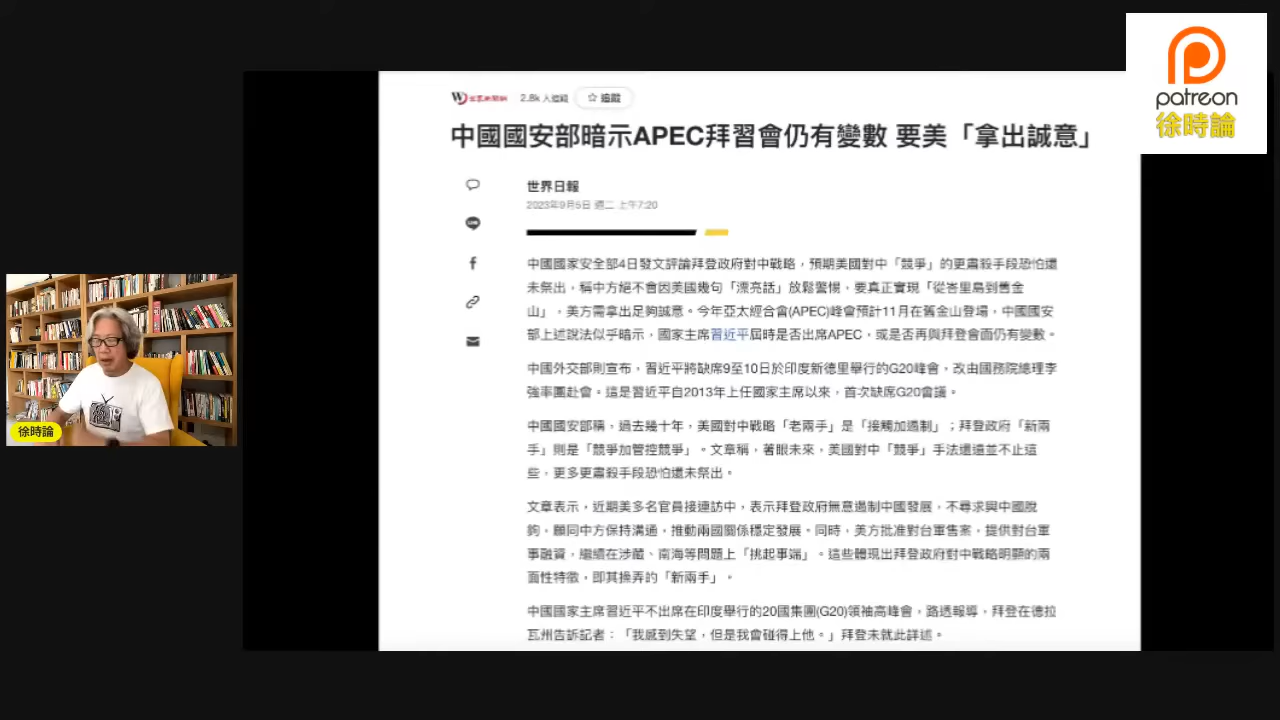 patreon
徐時論
世界新聞網 2.8k 人追蹤 ☆ 追蹤
中國國安部暗示APEC拜習會仍有變數 要美「拿出誠意」
世界日報
2023年9月5日 週二 上午7:20
中國國家安全部4日發文評論拜登政府對中戰略，預期美國對中「競爭」的更肅殺手段恐怕還
未祭出，稱中方絕不會因美國幾句「漂亮話」放鬆警惕，要真正實現「從峇里島到舊金
山」，美方需拿出足夠誠意。今年亞太經合會(APEC)峰會預計11月在舊金山登場，中國國安
部上述說法似乎暗示，國家主席習近平屆時是否出席APEC，或是否再與拜登會面仍有變數。
中國外交部則宣布，習近平將缺席9至10日於印度新德里舉行的G20峰會，改由國務院總理李
強率團赴會。這是習近平自2013年上任國家主席以來，首次缺席G20會議。
中國國安部稱，過去幾十年，美國對中戰略「老兩手」是「接觸加遏制」；拜登政府「新兩
手」則是「競爭加管控競爭」。文章稱，著眼未來，美國對中「競爭」手法還遠並不止這
些，更多更肅殺手段恐怕還未祭出。
文章表示，近期美多名官員接連訪中，表示拜登政府無意遏制中國發展，不尋求與中國脫
鉤，願同中方保持溝通，推動兩國關係穩定發展。同時，美方批准對台軍售案，提供對台軍
事融資，繼續在涉藏、南海等問題上「挑起事端」。這些體現出拜登政府對中戰略明顯的兩
面性特徵，即其操弄的「新兩手」。
中國國家主席習近平不出席在印度舉行的20國集團(G20)領袖高峰會，路透報導，拜登在德拉
瓦州告訴記者：「我感到失望，但是我會碰得上他。」拜登未就此詳述。
徐時論